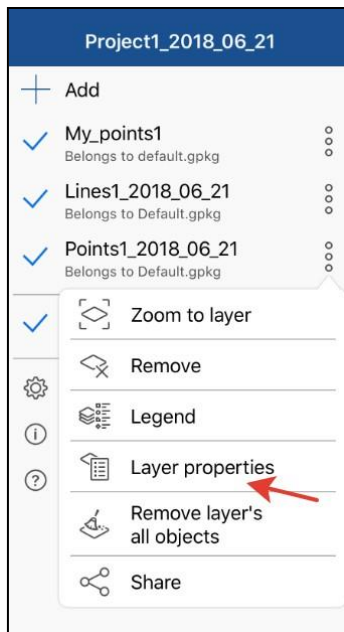 Project1_2018_06_21
Add
My_points1
Belongs to default.gpkg
Lines1_2018_06_21
Belongs to Default.gpkg
Points1_2018_06_21
Belongs to Default.gpkg
Zoom to layer
Remove
Legend
Layer properties
Remove layer's
all objects
Share